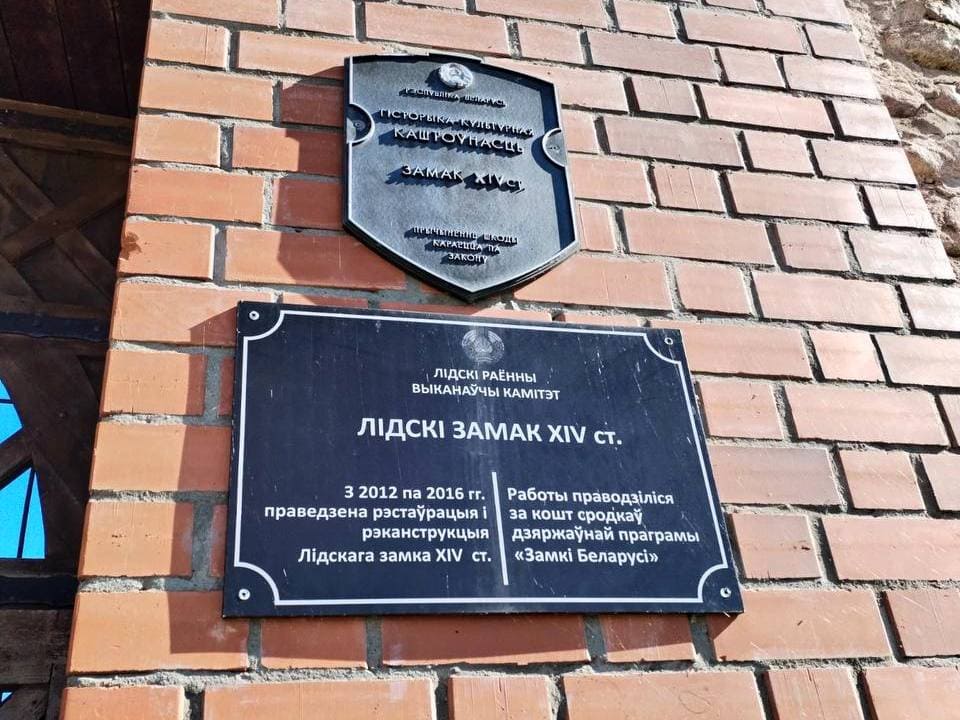 РЭСПУБЛІКА БЕЛАРУСЬ
ГІСТОРЫКА-КУЛЬТУРНАЯ
КАШТОЎНАСЦЬ
ЗАМАК XIV ст.
ПРЫЧЫНЕННЕ ШКОДЫ
КАРАЕЦЦА ПА
ЗАКОНУ
ЛІДСКІ РАЁННЫ
ВЫКАНАЎЧЫ КАМІТЭТ
ЛІДСКІ ЗАМАК XIV ст.
З 2012 па 2016 гг.
праведзена рэстаўрацыя і
рэканструкцыя
Лідскага замка XIV ст.
Работы праводзіліся
за кошт сродкаў
дзяржаўнай праграмы
«Замкі Беларусі»